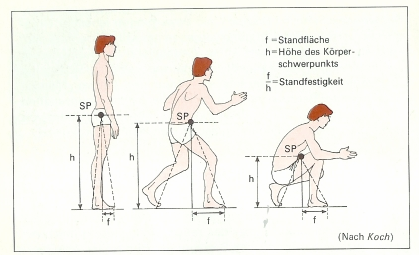 f = Standfläche
h = Höhe des Körper-
schwerpunkts
f
h
= Standfestigkeit
SP
SP
SP
h
h
h
f
f
f
(Nach Koch)